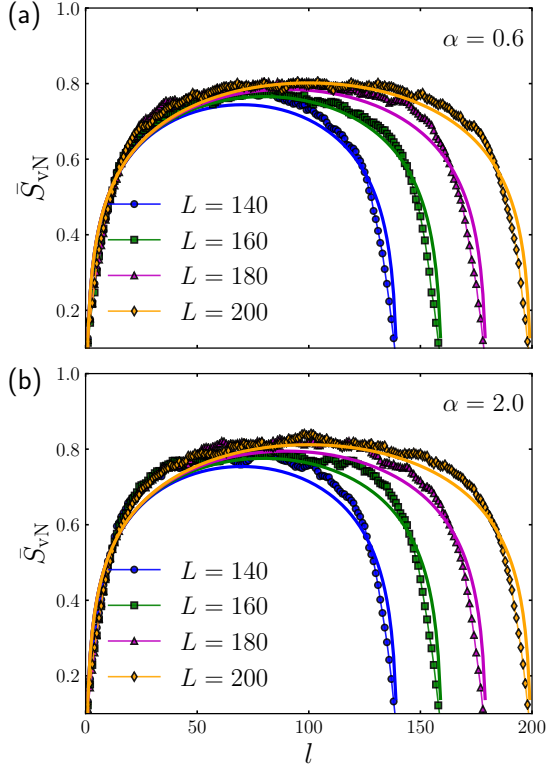 (a)
α = 0.6
1.0
0.8
0.6
0.4
0.2
S̄vN
L = 140
L = 160
L = 180
L = 200
(b)
α = 2.0
1.0
0.8
0.6
0.4
0.2
S̄vN
L = 140
L = 160
L = 180
L = 200
0 50 100 150 200
l